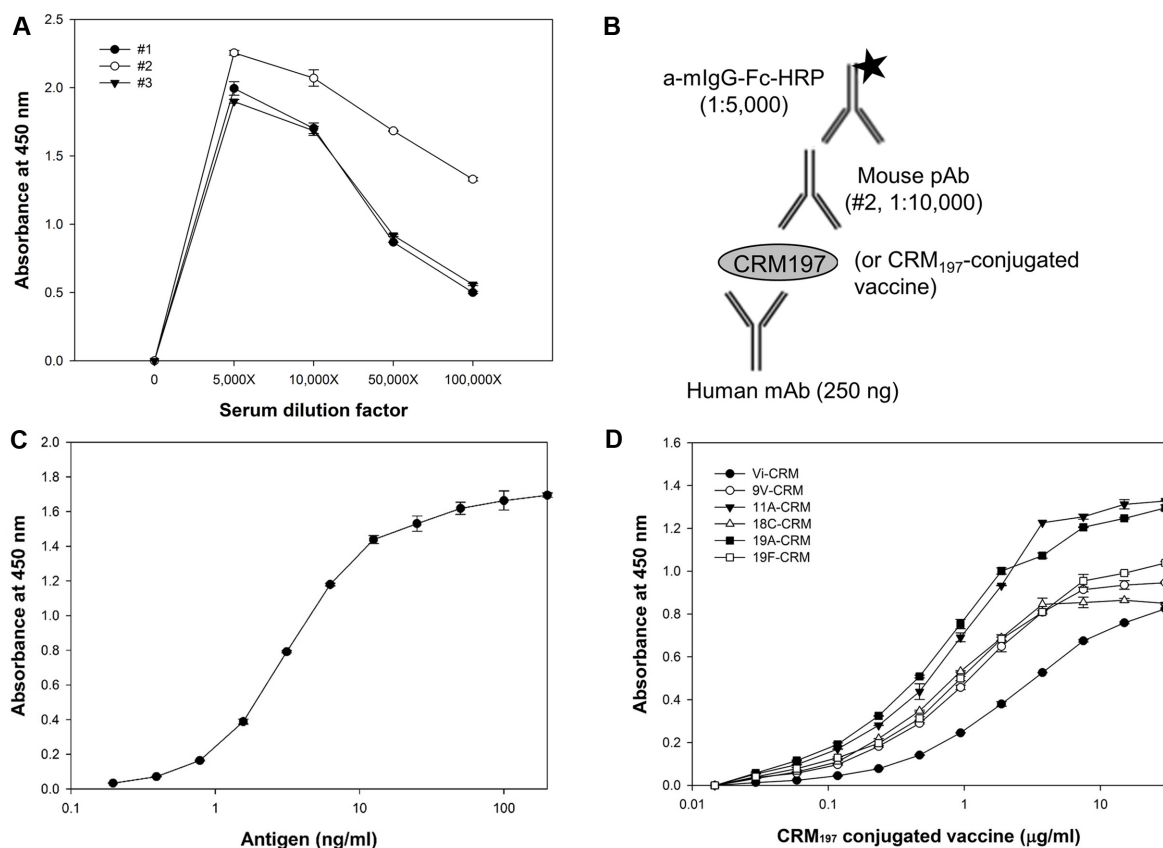 A
2.5
2.0
1.5
1.0
0.5
0.0
Absorbance at 450 nm
#1
#2
#3
0
5,000X
10,000X
50,000X
100,000X
Serum dilution factor
B
a-mIgG-Fc-HRP
(1:5,000)
Mouse pAb
(#2, 1:10,000)
CRM197
(or CRM₁₉₇-conjugated
vaccine)
Human mAb (250 ng)
C
2.0
1.8
1.6
1.4
1.2
1.0
0.8
0.6
0.4
0.2
0.0
Absorbance at 450 nm
0.1
1
10
100
Antigen (ng/ml)
D
1.6
1.4
1.2
1.0
0.8
0.6
0.4
0.2
0.0
Absorbance at 450 nm
Vi-CRM
9V-CRM
11A-CRM
18C-CRM
19A-CRM
19F-CRM
0.01
0.1
1
10
CRM₁₉₇ conjugated vaccine (μg/ml)